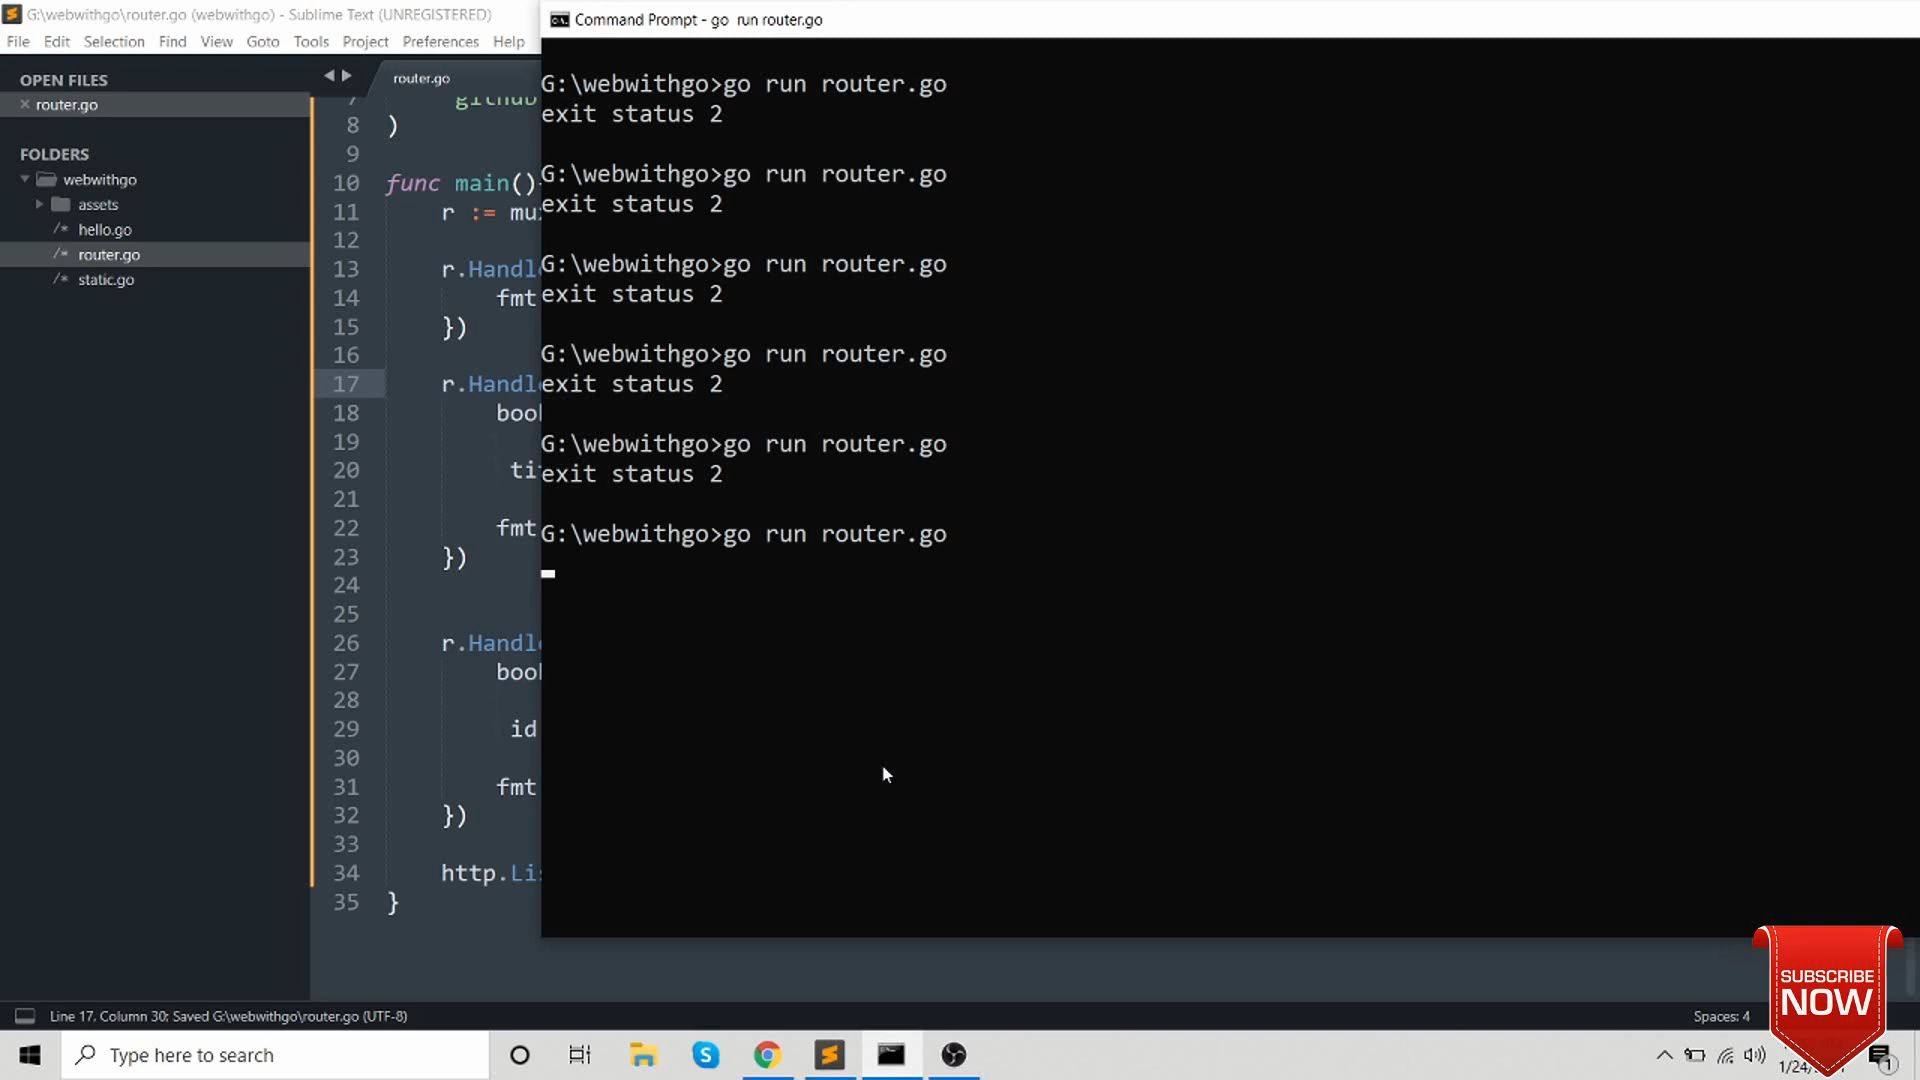 G:\webwithgo\router.go (webwithgo) - Sublime Text (UNREGISTERED)
File Edit Selection Find View Goto Tools Project Preferences Help
OPEN FILES
router.go
FOLDERS
webwithgo
assets
hello.go
router.go
static.go
router.go
7
8 )
9
10 func main()
11 r := mu
12
13 r.Handl
14 fmt
15 })
16
17 r.Handl
18 boo
19
20 ti
21
22 fmt
23 })
24
25
26 r.Handl
27 boo
28
29 id
30
31 fmt
32 })
33
34 http.Li
35 }
Command Prompt - go run router.go
G:\webwithgo>go run router.go
exit status 2
G:\webwithgo>go run router.go
exit status 2
G:\webwithgo>go run router.go
exit status 2
G:\webwithgo>go run router.go
exit status 2
G:\webwithgo>go run router.go
exit status 2
G:\webwithgo>go run router.go
SUBSCRIBE
NOW
Line 17, Column 30; Saved G:\webwithgo\router.go (UTF-8)
Spaces: 4
Type here to search
1